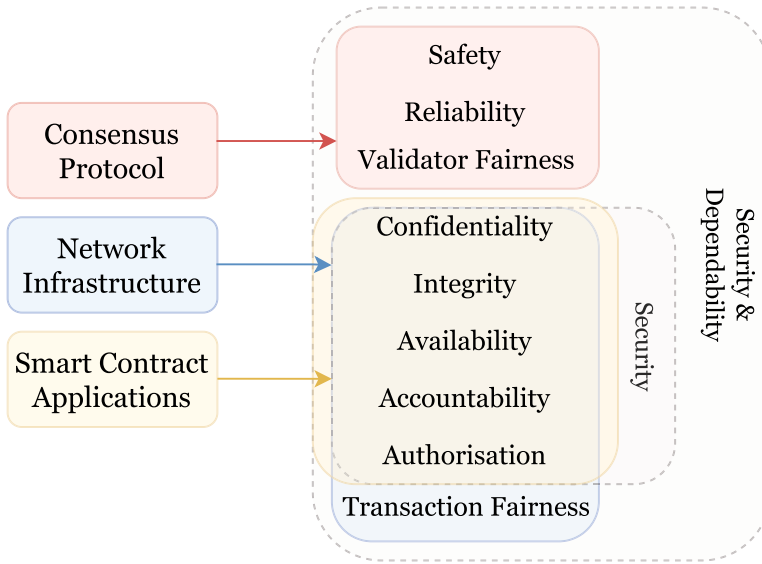 Consensus
Protocol
Network
Infrastructure
Smart Contract
Applications
Safety
Reliability
Validator Fairness
Confidentiality
Integrity
Availability
Accountability
Authorisation
Transaction Fairness
Security
Security &
Dependability